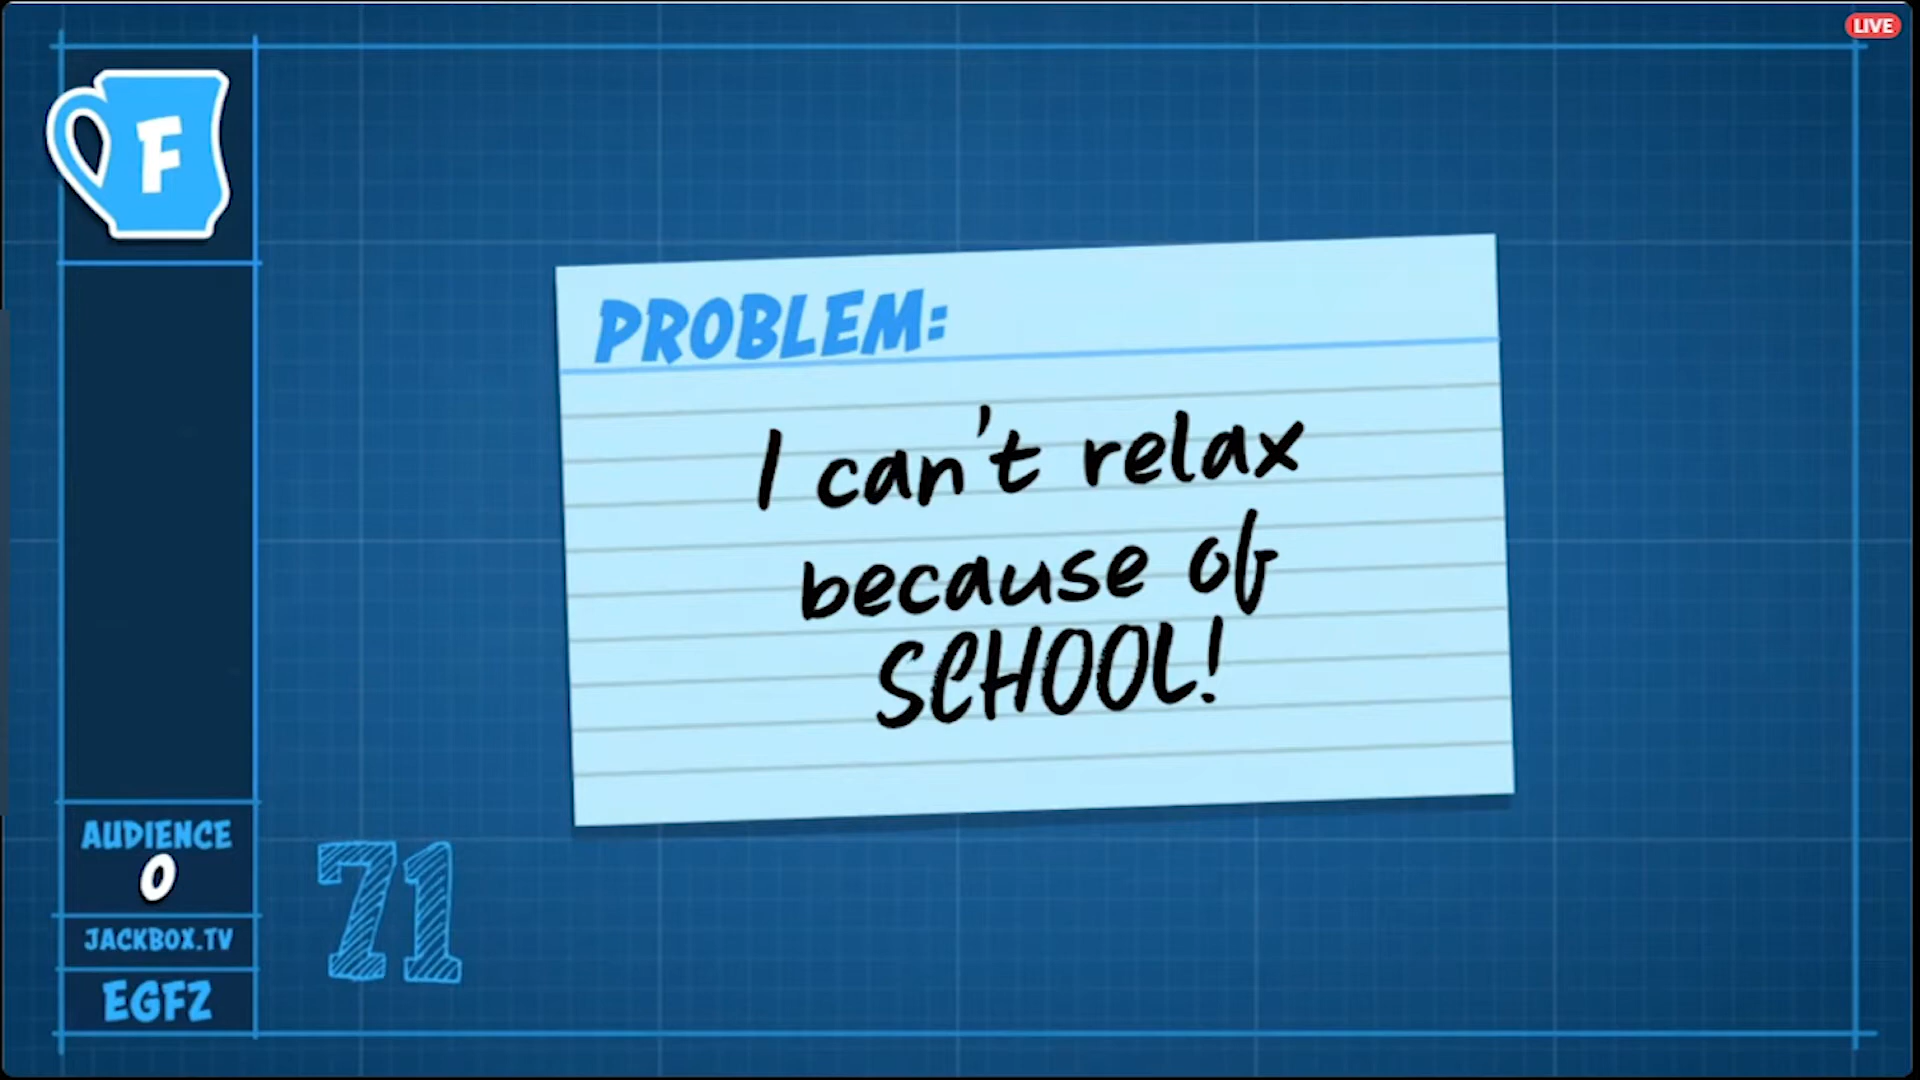 LIVE
F
PROBLEM:
I can't relax
because of
SCHOOL!
AUDIENCE
0
71
JACKBOX.TV
EGFZ